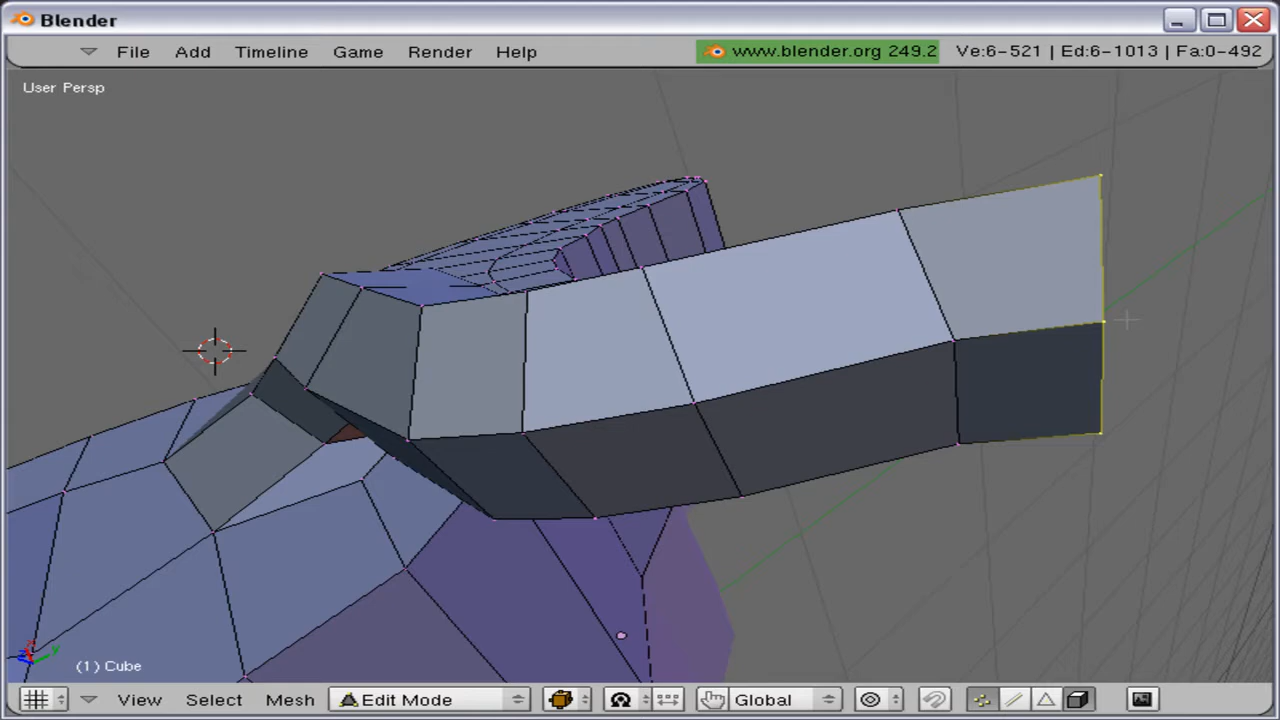 Blender
File Add Timeline Game Render Help www.blender.org 249.2 Ve:6-521 | Ed:6-1013 | Fa:0-492
User Persp
(1) Cube
View Select Mesh Edit Mode Global